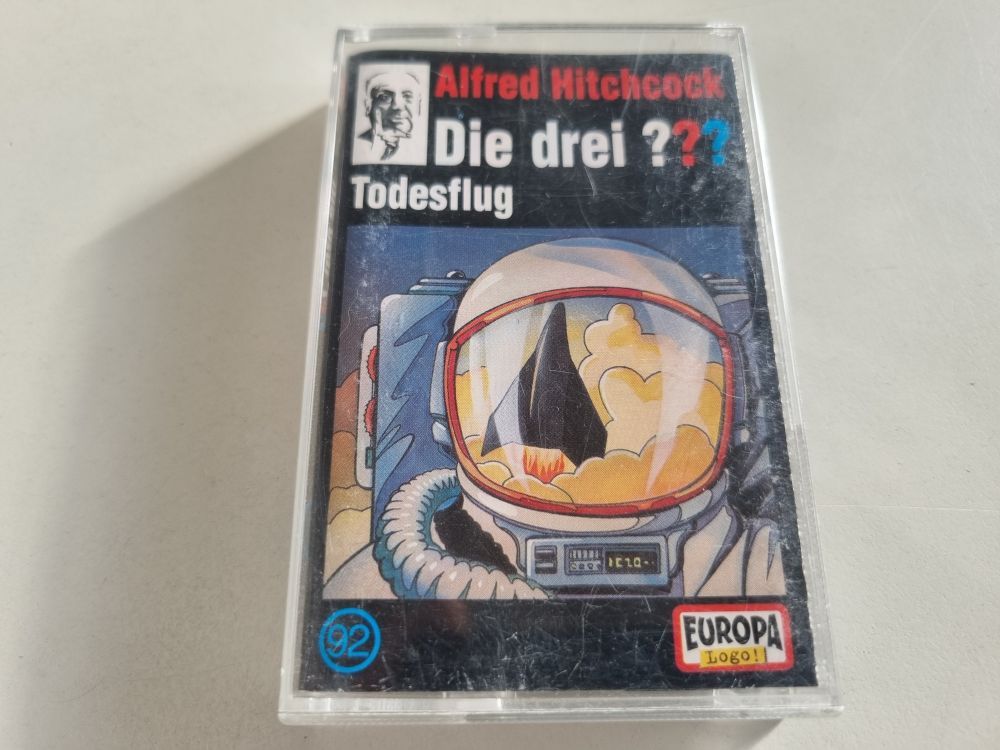 Alfred Hitchcock
Die drei ???
Todesflug
92
EUROPA
Logo!